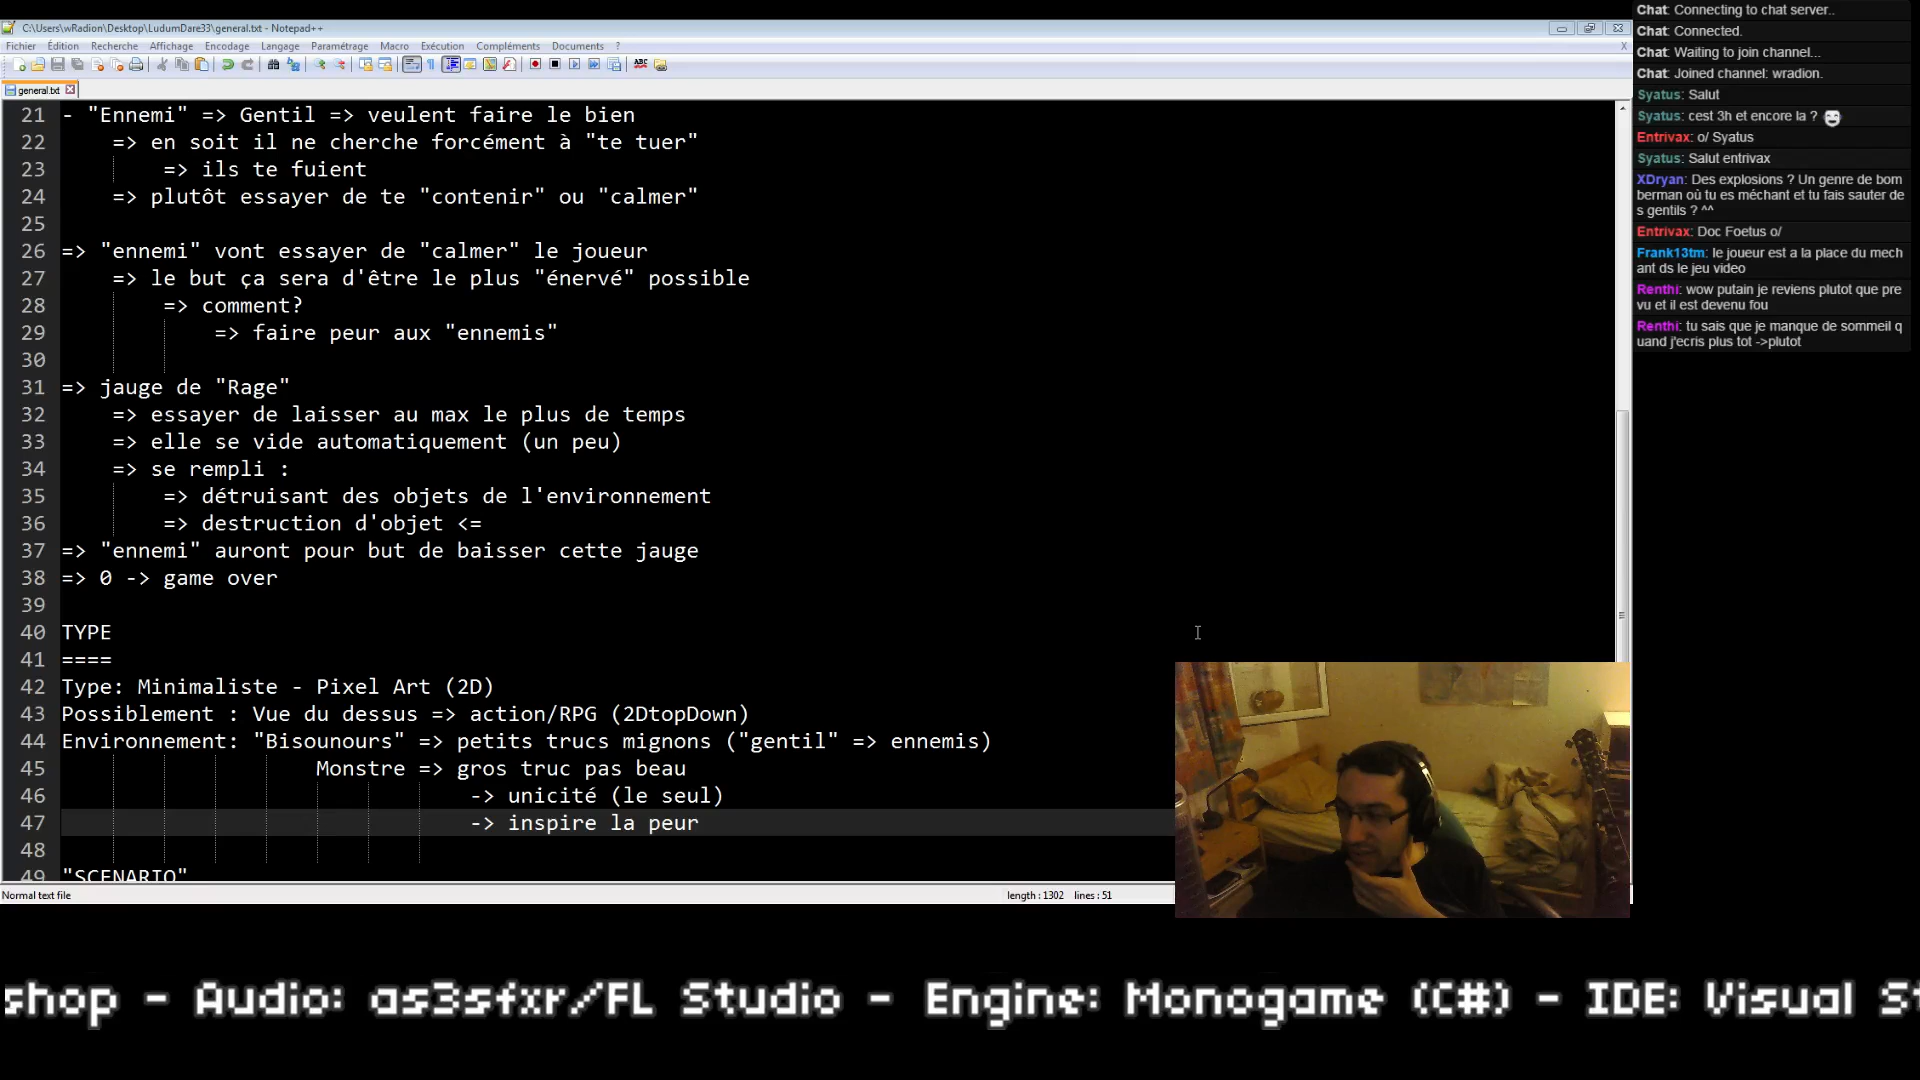 C:\Users\wRadion\Desktop\LudumDare33\general.txt - Notepad++
Fichier Édition Recherche Affichage Encodage Langage Paramétrage Macro Exécution Compléments Documents ? X
general.txt
21 - "Ennemi" => Gentil => veulent faire le bien
22 => en soit il ne cherche forcément à "te tuer"
23 => ils te fuient
24 => plutôt essayer de te "contenir" ou "calmer"
25
26 => "ennemi" vont essayer de "calmer" le joueur
27 => le but ça sera d'être le plus "énervé" possible
28 => comment?
29 => faire peur aux "ennemis"
30
31 => jauge de "Rage"
32 => essayer de laisser au max le plus de temps
33 => elle se vide automatiquement (un peu)
34 => se rempli :
35 => détruisant des objets de l'environnement
36 => destruction d'objet <=
37 => "ennemi" auront pour but de baisser cette jauge
38 => 0 -> game over
39
40 TYPE
41 ====
42 Type: Minimaliste - Pixel Art (2D)
43 Possiblement : Vue du dessus => action/RPG (2DtopDown)
44 Environnement: "Bisounours" => petits trucs mignons ("gentil" => ennemis)
45 Monstre => gros truc pas beau
46 -> unicité (le seul)
47 -> inspire la peur
48
49 "SCENARIO"
Normal text file length : 1302 lines : 51
Chat: Connecting to chat server..
Chat: Connected.
Chat: Waiting to join channel...
Chat: Joined channel: wradion.
Syatus: Salut
Syatus: cest 3h et encore la ?
Entrivax: o/ Syatus
Syatus: Salut entrivax
XDryan: Des explosions ? Un genre de bom
berman où tu es méchant et tu fais sauter de
s gentils ? ^^
Entrivax: Doc Foetus o/
Frank13tm: le joueur est a la place du mech
ant ds le jeu video
Renthi: wow putain je reviens plutot que pre
vu et il est devenu fou
Renthi: tu sais que je manque de sommeil q
uand j'ecris plus tot ->plutot
shop - Audio: as3sfxr/FL Studio - Engine: Monogame (C#) - IDE: Visual St